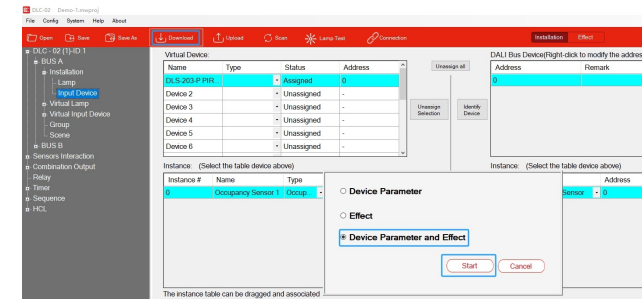 DLC-02 Demo-1.msproj
File Config System Help About
Open Save Save As Download Upload Scan Lamp Test Connection Installation Effect
DLC - 02 (1)-ID 1
BUS A
Installation
Lamp
Input Device
Virtual Lamp
Virtual Input Device
Group
Scene
BUS B
Sensors Interaction
Combination Output
Relay
Timer
Sequence
HCL
Virtual Device:
Name Type Status Address
DLS-203-P PIR... Assigned 0
Device 2 Unassigned -
Device 3 Unassigned -
Device 4 Unassigned -
Device 5 Unassigned -
Device 6 Unassigned -
Unassign all
Unassign Selection
Identify Device
DALI Bus Device(Right-click to modify the addres
Address Remark
0
Instance: (Select the table device above)
Instance # Name Type
0 Occupancy Sensor 1 Occup...
Instance: (Select the table device above)
Address
Sensor 0
Device Parameter
Effect
Device Parameter and Effect
Start Cancel
The instance table can be dragged and associated